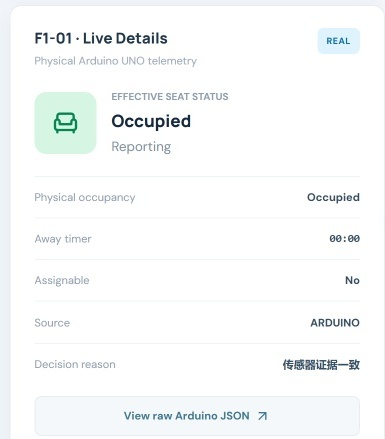 F1-01 · Live Details
REAL
Physical Arduino UNO telemetry
EFFECTIVE SEAT STATUS
Occupied
Reporting
Physical occupancy Occupied
Away timer 00:00
Assignable No
Source ARDUINO
Decision reason 传感器证据一致
View raw Arduino JSON ↗